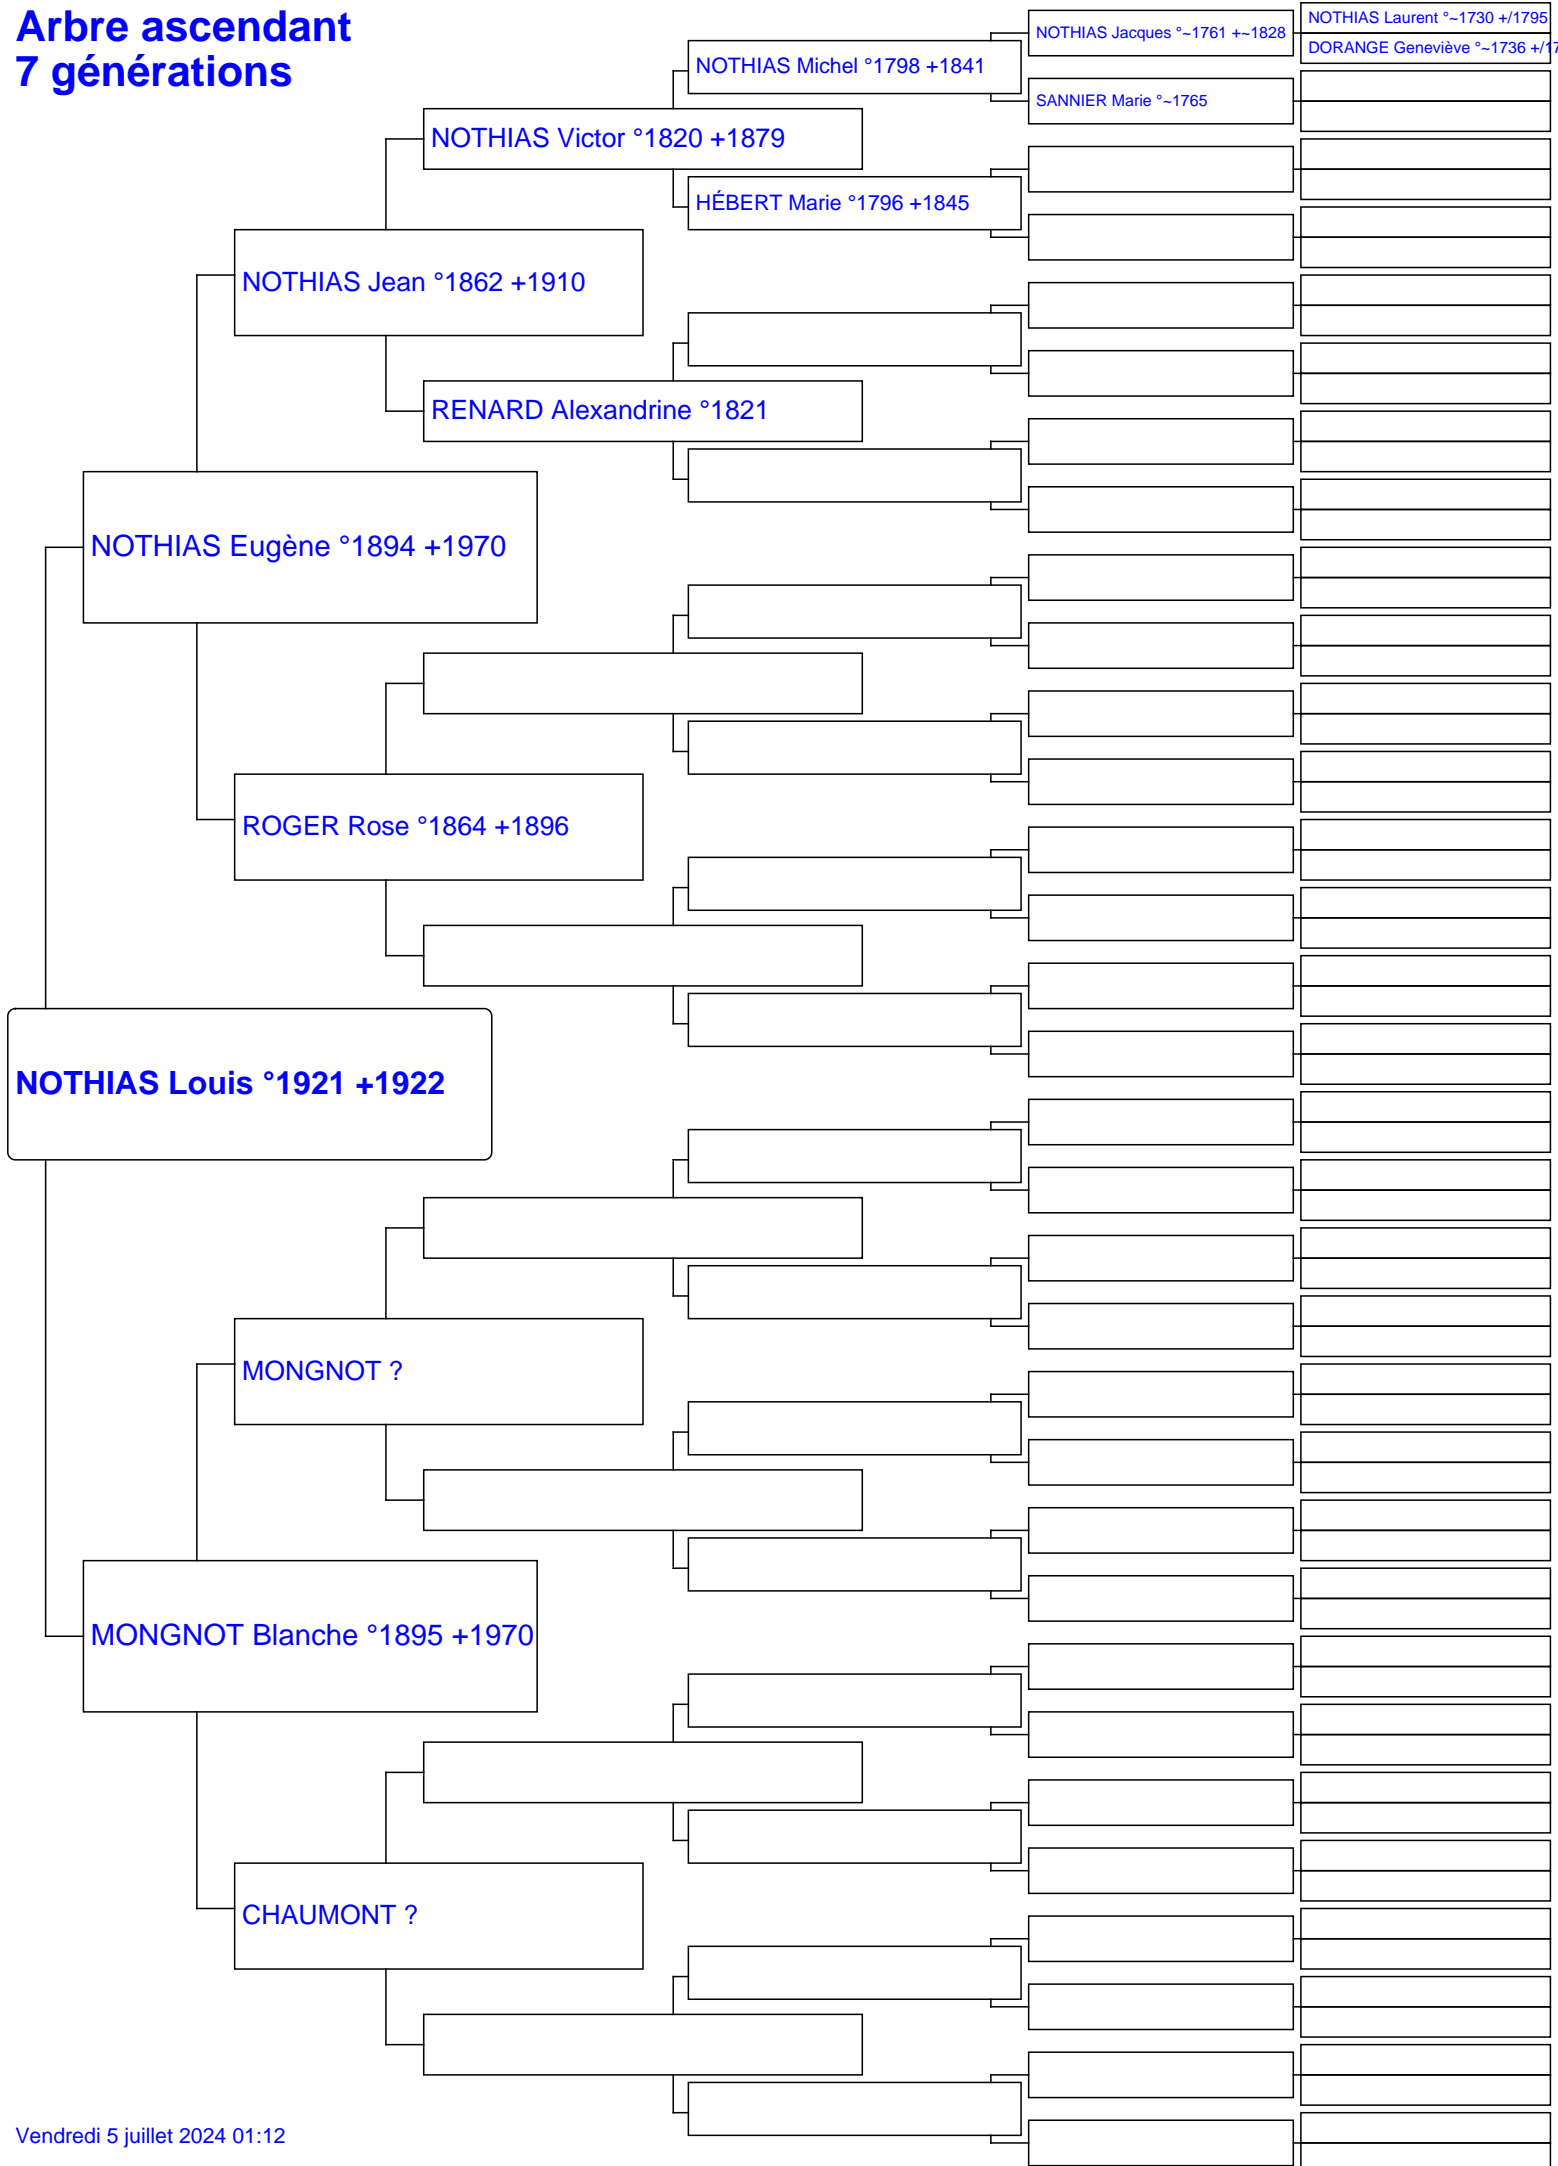 Arbre ascendant
7 générations
NOTHIAS Laurent °~1730 +/1795
NOTHIAS Jacques °~1761 +~1828
DORANGE Geneviève °~1736 +/17
NOTHIAS Michel °1798 +1841
SANNIER Marie °~1765
NOTHIAS Victor °1820 +1879
HÉBERT Marie °1796 +1845
NOTHIAS Jean °1862 +1910
RENARD Alexandrine °1821
NOTHIAS Eugène °1894 +1970
ROGER Rose °1864 +1896
NOTHIAS Louis °1921 +1922
MONGNOT ?
MONGNOT Blanche °1895 +1970
CHAUMONT ?
Vendredi 5 juillet 2024 01:12